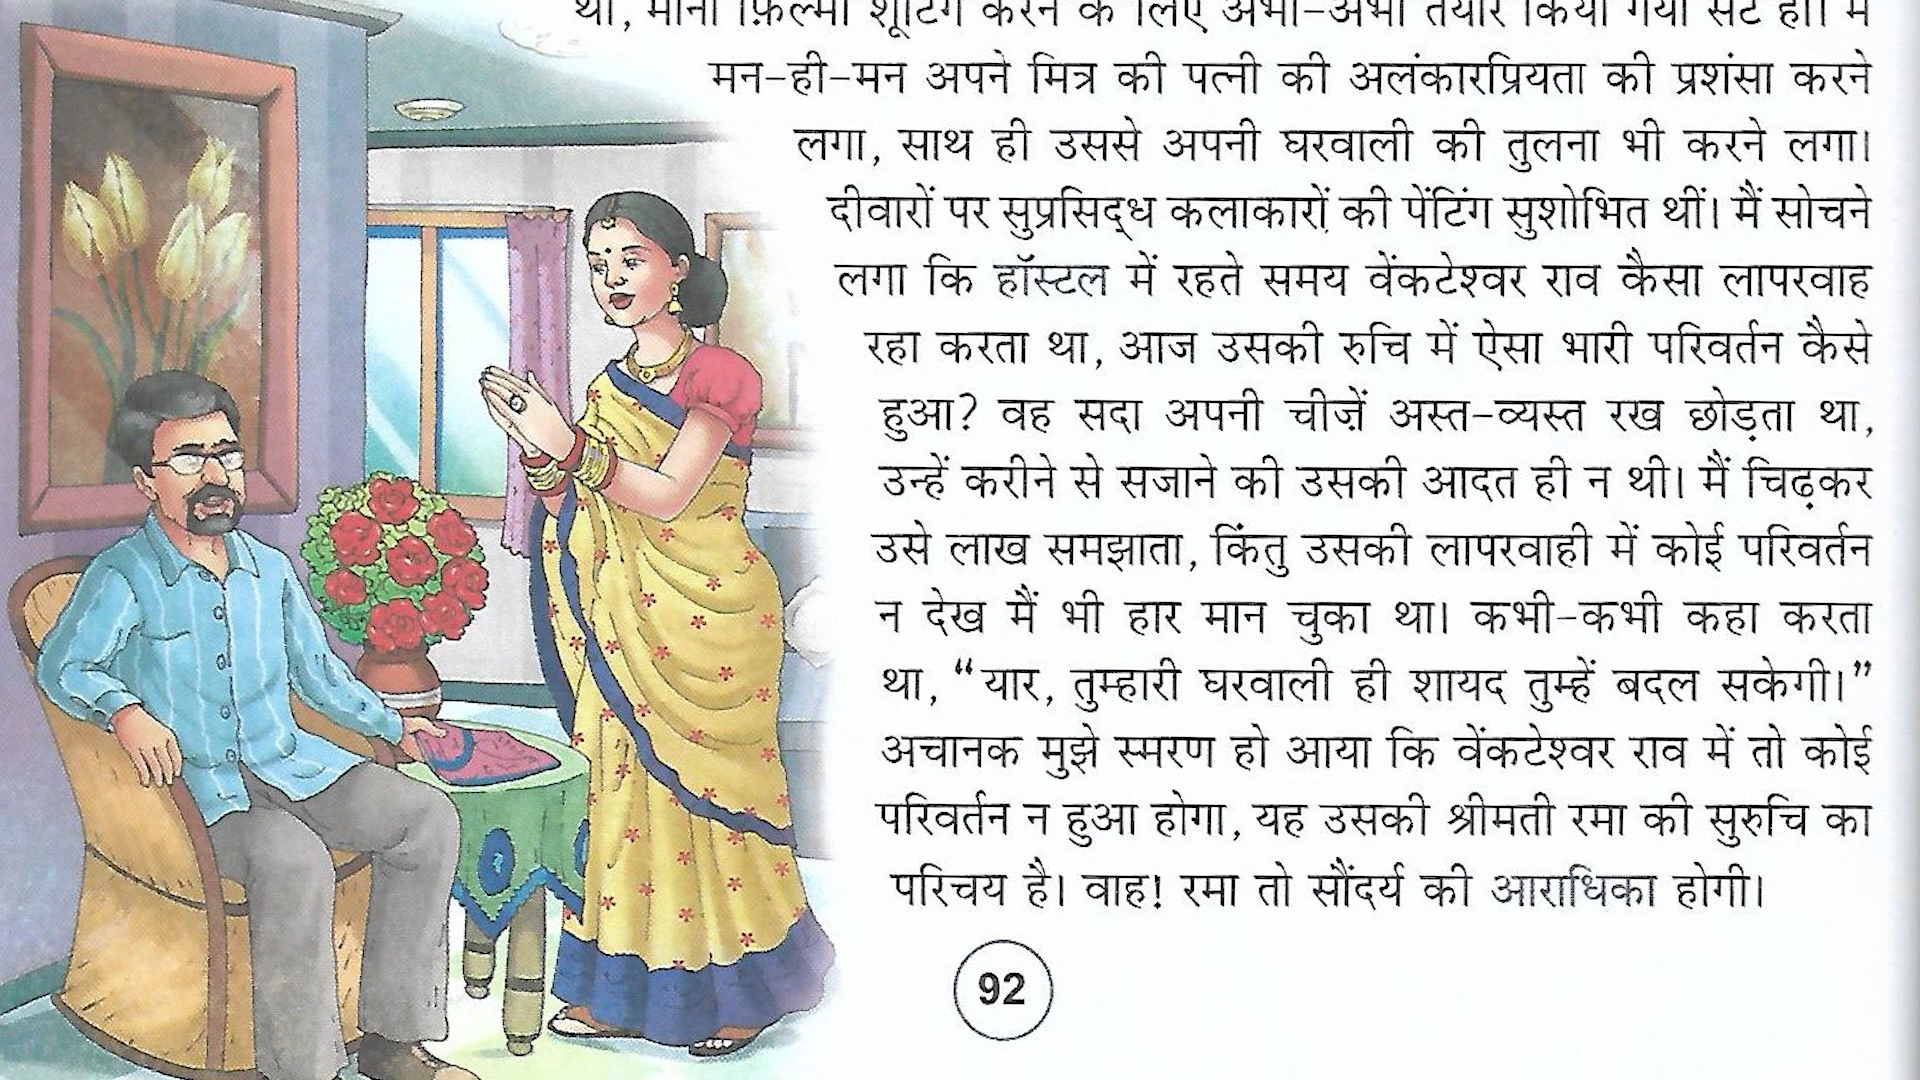 था, मानो फ़िल्मी शूटिंग करने के लिए अभी-अभी तैयार किया गया सेट हो। मैं
मन-ही-मन अपने मित्र की पत्नी की अलंकारप्रियता की प्रशंसा करने
लगा, साथ ही उससे अपनी घरवाली की तुलना भी करने लगा।
दीवारों पर सुप्रसिद्ध कलाकारों की पेंटिंग सुशोभित थीं। मैं सोचने
लगा कि हॉस्टल में रहते समय वेंकटेश्वर राव कैसा लापरवाह
रहा करता था, आज उसकी रुचि में ऐसा भारी परिवर्तन कैसे
हुआ? वह सदा अपनी चीज़ें अस्त-व्यस्त रख छोड़ता था,
उन्हें करीने से सजाने की उसकी आदत ही न थी। मैं चिढ़कर
उसे लाख समझाता, किंतु उसकी लापरवाही में कोई परिवर्तन
न देख मैं भी हार मान चुका था। कभी-कभी कहा करता
था, “यार, तुम्हारी घरवाली ही शायद तुम्हें बदल सकेगी।”
अचानक मुझे स्मरण हो आया कि वेंकटेश्वर राव में तो कोई
परिवर्तन न हुआ होगा, यह उसकी श्रीमती रमा की सुरुचि का
परिचय है। वाह! रमा तो सौंदर्य की आराधिका होगी।
92